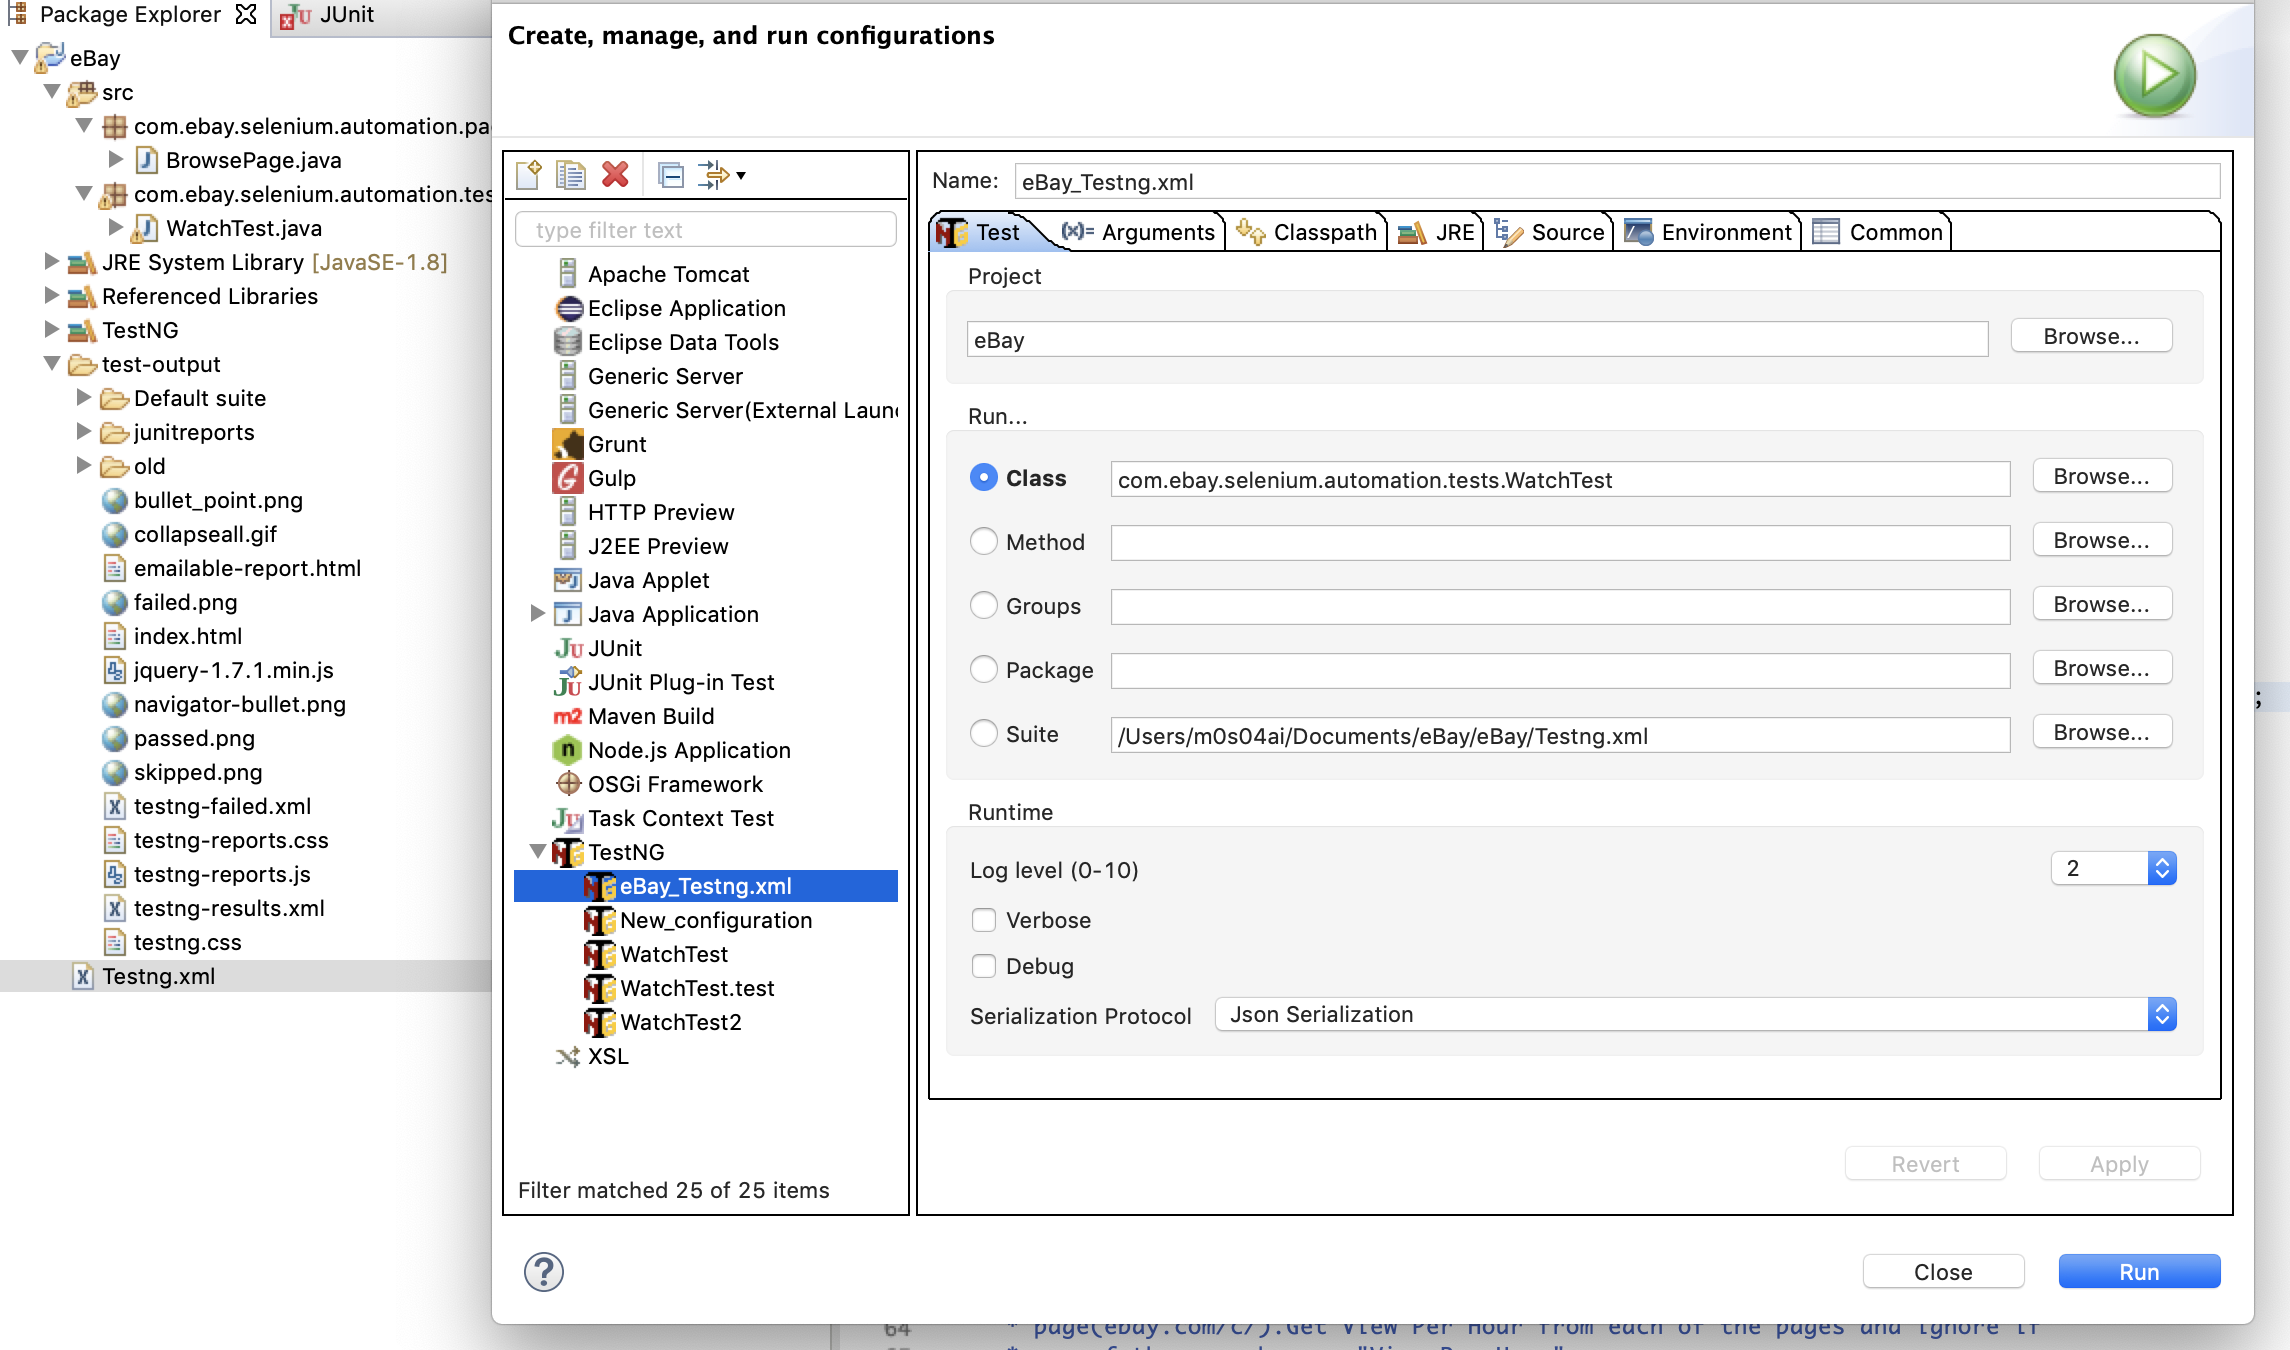 Package Explorer
JUnit
eBay
src
com.ebay.selenium.automation.pa
BrowsePage.java
com.ebay.selenium.automation.tes
WatchTest.java
JRE System Library [JavaSE-1.8]
Referenced Libraries
TestNG
test-output
Default suite
junitreports
old
bullet_point.png
collapseall.gif
emailable-report.html
failed.png
index.html
jquery-1.7.1.min.js
navigator-bullet.png
passed.png
skipped.png
testng-failed.xml
testng-reports.css
testng-reports.js
testng-results.xml
testng.css
Testng.xml
Create, manage, and run configurations
type filter text
Apache Tomcat
Eclipse Application
Eclipse Data Tools
Generic Server
Generic Server(External Laun
Grunt
Gulp
HTTP Preview
J2EE Preview
Java Applet
Java Application
JUnit
JUnit Plug-in Test
Maven Build
Node.js Application
OSGi Framework
Task Context Test
TestNG
eBay_Testng.xml
New_configuration
WatchTest
WatchTest.test
WatchTest2
XSL
Filter matched 25 of 25 items
Name: eBay_Testng.xml
Test Arguments Classpath JRE Source Environment Common
Project
eBay Browse...
Run...
Class com.ebay.selenium.automation.tests.WatchTest Browse...
Method Browse...
Groups Browse...
Package Browse...
Suite /Users/m0s04ai/Documents/eBay/eBay/Testng.xml Browse...
Runtime
Log level (0-10) 2
Verbose
Debug
Serialization Protocol Json Serialization
Revert Apply
? Close Run
;
64 * page(ebay.com/c/).Get View Per Hour from each of the pages and ignore if